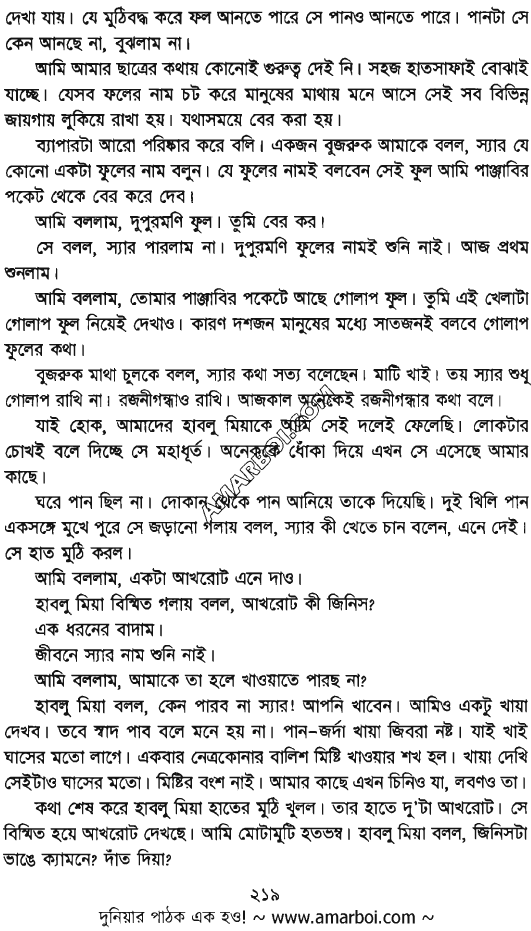 দেখা যায়। যে মুঠিবদ্ধ করে ফল আনতে পারে সে পানও আনতে পারে। পানটা সে
কেন আনছে না, বুঝলাম না।
আমি আমার ছাত্রের কথায় কোনোই গুরুত্ব দেই নি। সহজ হাতসাফাই বোঝাই
যাচ্ছে। যেসব ফলের নাম চট করে মানুষের মাথায় মনে আসে সেই সব বিভিন্ন
জায়গায় লুকিয়ে রাখা হয়। যথাসময়ে বের করা হয়।
ব্যাপারটা আরো পরিষ্কার করে বলি। একজন বুজরুক আমাকে বলল, স্যার যে
কোনো একটা ফুলের নাম বলুন। যে ফুলের নামই বলবেন সেই ফুল আমি পাঞ্জাবির
পকেট থেকে বের করে দেব।
আমি বললাম, দুপুরমণি ফুল। তুমি বের কর!
সে বলল, স্যার পারলাম না। দুপুরমণি ফুলের নামই শুনি নাই। আজ প্রথম
শুনলাম।
আমি বললাম, তোমার পাঞ্জাবির পকেটে আছে গোলাপ ফুল। তুমি এই খেলাটা
গোলাপ ফুল নিয়েই দেখাও। কারণ দশজন মানুষের মধ্যে সাতজনই বলবে গোলাপ
ফুলের কথা।
বুজরুক মাথা চুলকে বলল, স্যার কথা সত্য বলেছেন। মাটি খাই। তয় স্যার শুধু
গোলাপ রাখি না। রজনীগন্ধাও রাখি। আজকাল অনেকেই রজনীগন্ধার কথা বলে।
যাই হোক, আমাদের হাবলু মিয়াকে আমি সেই দলেই ফেলেছি। লোকটার
চোখই বলে দিচ্ছে সে মহাধূর্ত। অনেককে ধোঁকা দিয়ে এখন সে এসেছে আমার
কাছে।
ঘরে পান ছিল না। দোকান থেকে পান আনিয়ে তাকে দিয়েছি। দুই খিলি পান
একসঙ্গে মুখে পুরে সে জড়ানো গলায় বলল, স্যার কী খেতে চান বলেন, এনে দেই।
সে হাত মুঠি করল।
আমি বললাম, একটা আখরোট এনে দাও।
হাবলু মিয়া বিস্মিত গলায় বলল, আখরোট কী জিনিস?
এক ধরনের বাদাম।
জীবনে স্যার নাম শুনি নাই।
আমি বললাম, আমাকে তা হলে খাওয়াতে পারছ না?
হাবলু মিয়া বলল, কেন পারব না স্যার! আপনি খাবেন। আমিও একটু খায়া
দেখব। তবে স্বাদ পাব বলে মনে হয় না। পান-জর্দা খায়া জিবরা নষ্ট। যাই খাই
ঘাসের মতো লাগে। একবার নেত্রকোনার বালিশ মিষ্টি খাওয়ার শখ হল। খায়া দেখি
সেইটাও ঘাসের মতো। মিষ্টির বংশ নাই। আমার কাছে এখন চিনিও যা, লবণও তা।
কথা শেষ করে হাবলু মিয়া হাতের মুঠি খুলল। তার হাতে দু'টা আখরোট। সে
বিস্মিত হয়ে আখরোট দেখছে। আমি মোটামুটি হতভম্ব। হাবলু মিয়া বলল, জিনিসটা
ভাঙে ক্যামনে? দাঁত দিয়া?
AMARBOI.COM
২১৯
দুনিয়ার পাঠক এক হও! ~ www.amarboi.com ~